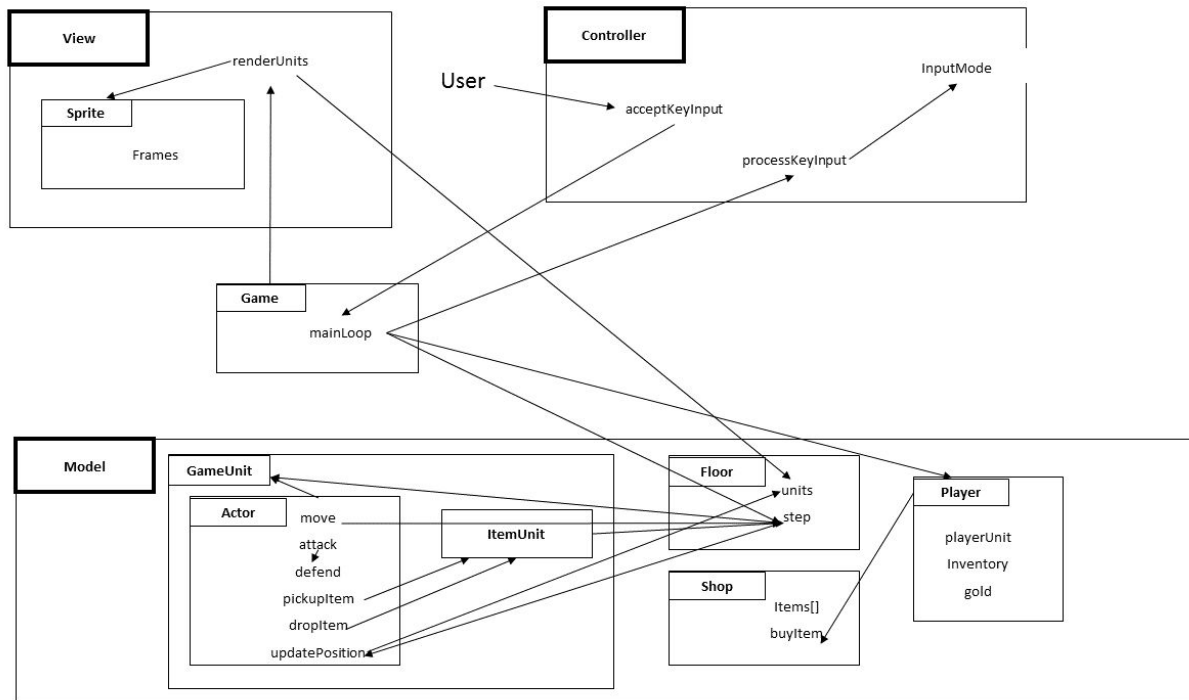 View
renderUnits
Sprite
Frames
User
Controller
InputMode
acceptKeyInput
processKeyInput
Game
mainLoop
Model
GameUnit
Actor
move
attack
defend
pickupItem
dropItem
updatePosition
ItemUnit
Floor
units
step
Shop
Items[]
buyItem
Player
playerUnit
Inventory
gold